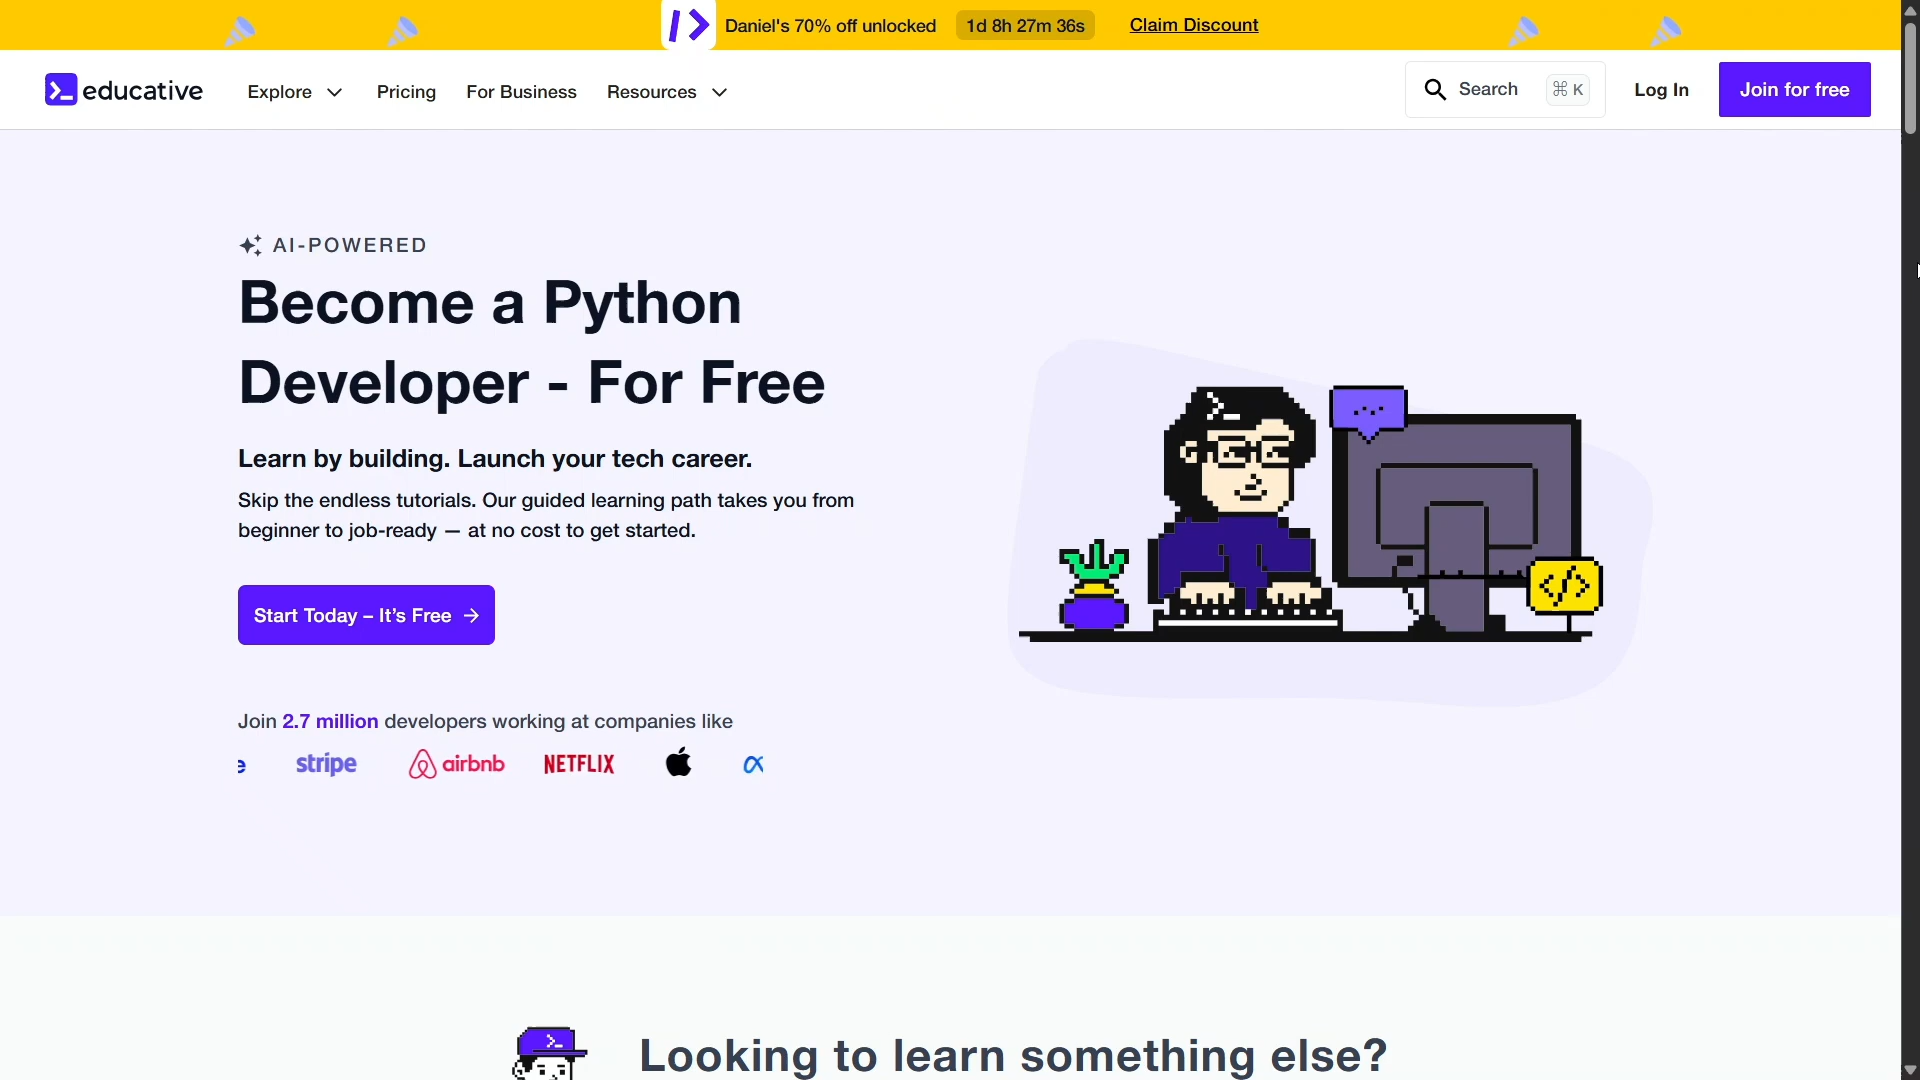 Daniel's 70% off unlocked 1d 8h 27m 36s Claim Discount
educative Explore Pricing For Business Resources Search ⌘ K Log In Join for free
AI-POWERED
Become a Python
Developer - For Free
Learn by building. Launch your tech career.
Skip the endless tutorials. Our guided learning path takes you from
beginner to job-ready — at no cost to get started.
Start Today – It's Free →
Join 2.7 million developers working at companies like
e stripe airbnb NETFLIX
Looking to learn something else?